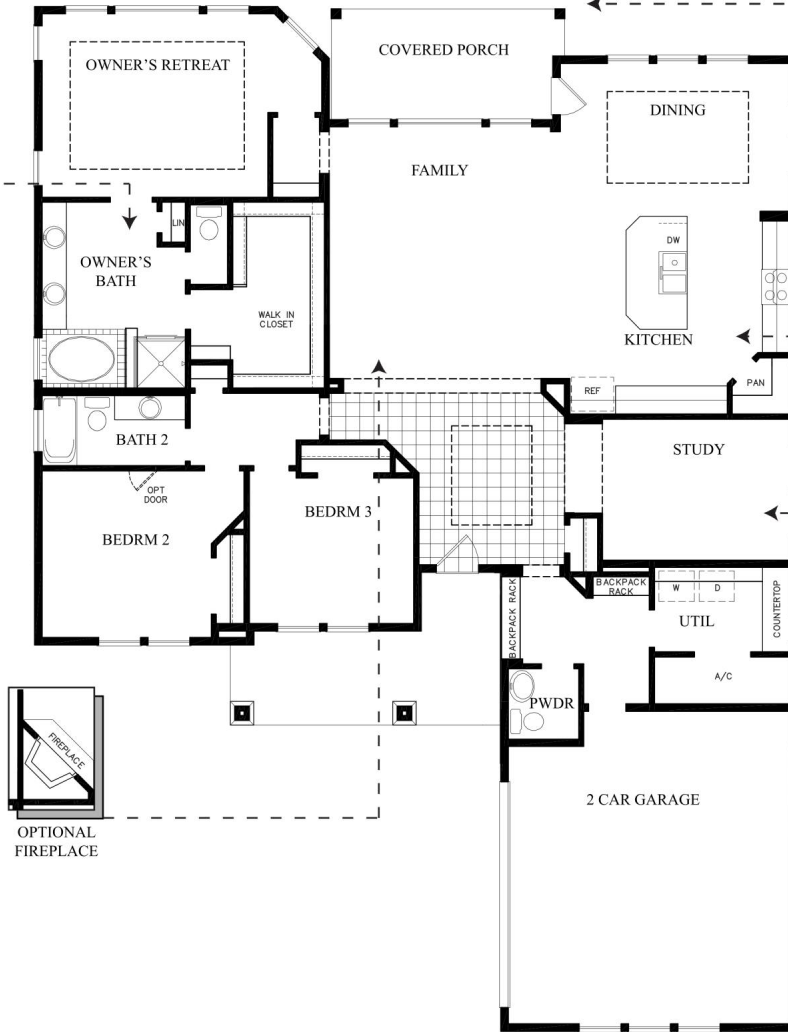 COVERED PORCH
OWNER'S RETREAT
DINING
FAMILY
LIN
OWNER'S
BATH
DW
WALK IN
CLOSET
KITCHEN
PAN
REF
BATH 2
STUDY
OPT
DOOR
BEDRM 3
BEDRM 2
BACKPACK RACK
BACKPACK
RACK
W
D
COUNTERTOP
UTIL
A/C
PWDR
FIREPLACE
2 CAR GARAGE
OPTIONAL
FIREPLACE